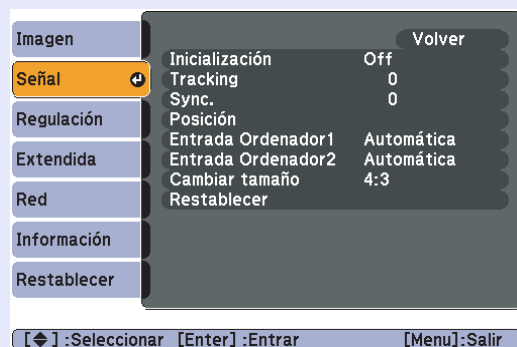 Imagen
Señal
Regulación
Extendida
Red
Información
Restablecer
Volver
Inicialización Off
Tracking 0
Sync. 0
Posición
Entrada Ordenador1 Automática
Entrada Ordenador2 Automática
Cambiar tamaño 4:3
Restablecer
[◆] :Seleccionar [Enter] :Entrar [Menu]:Salir